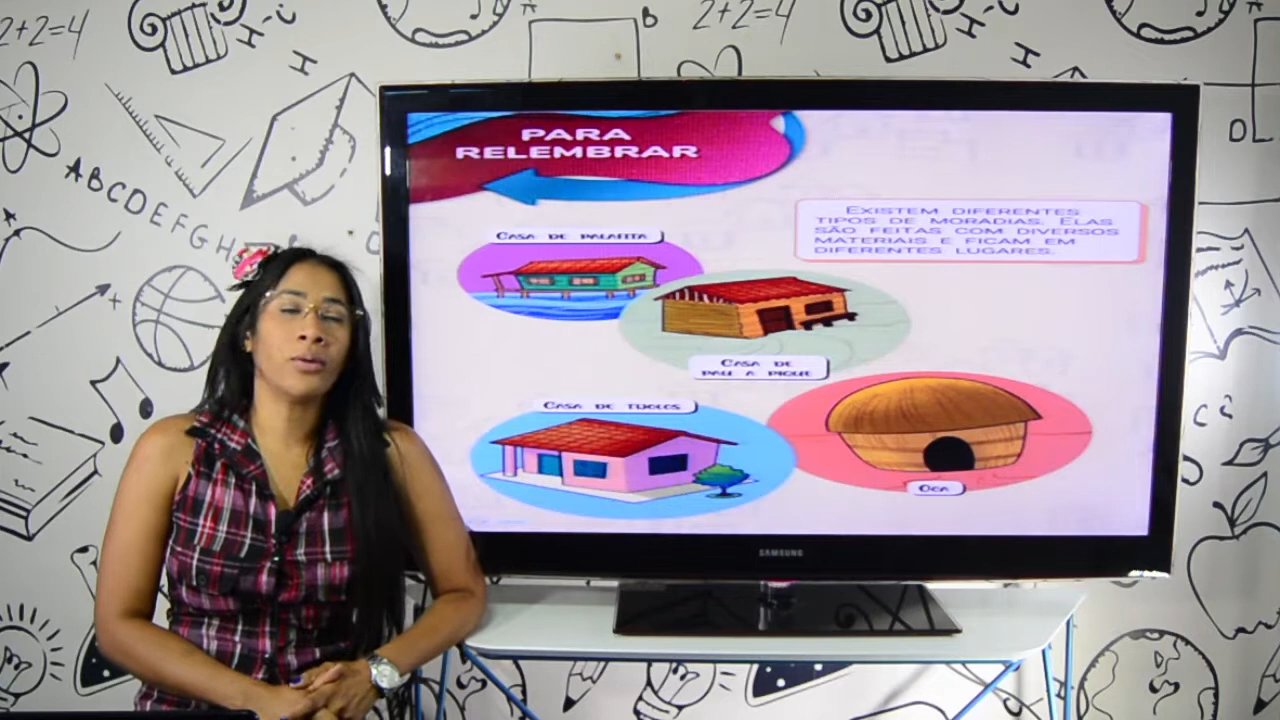 2+2=4
B
2+2=4
A
H
H
H
H
D
ABCDEFGH
PARA
RELEMBRAR
EXISTEM DIFERENTES
TIPOS DE MORADIAS. ELAS
SÃO FEITAS COM DIVERSOS
MATERIAIS E FICAM EM
DIFERENTES LUGARES.
CASA DE PALAFITA
CASA DE
PAU A PIQUE
CASA DE TIJOLOS
OCA
SAMSUNG